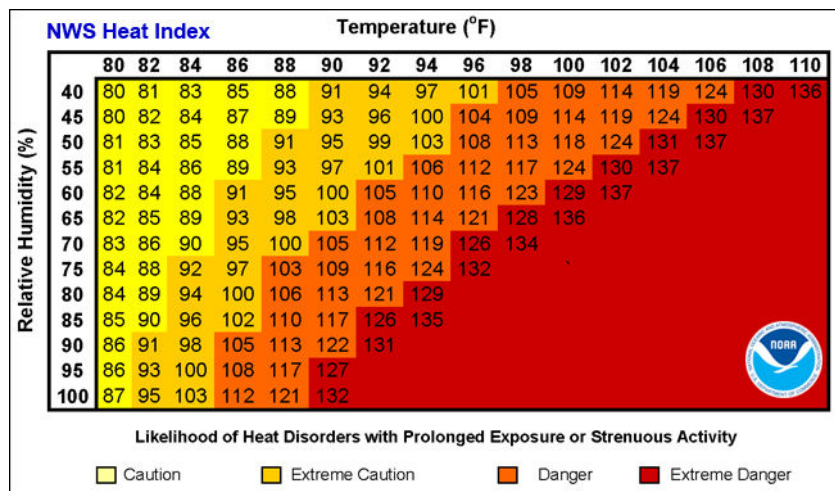 NWS Heat Index
Temperature (°F)
80 82 84 86 88 90 92 94 96 98 100 102 104 106 108 110
Relative Humidity (%)
40 80 81 83 85 88 91 94 97 101 105 109 114 119 124 130 136
45 80 82 84 87 89 93 96 100 104 109 114 119 124 130 137
50 81 83 85 88 91 95 99 103 108 113 118 124 131 137
55 81 84 86 89 93 97 101 106 112 117 124 130 137
60 82 84 88 91 95 100 105 110 116 123 129 137
65 82 85 89 93 98 103 108 114 121 128 136
70 83 86 90 95 100 105 112 119 126 134
75 84 88 92 97 103 109 116 124 132
80 84 89 94 100 106 113 121 129
85 85 90 96 102 110 117 126 135
90 86 91 98 105 113 122 131
95 86 93 100 108 117 127
100 87 95 103 112 121 132
NOAA
Likelihood of Heat Disorders with Prolonged Exposure or Strenuous Activity
Caution Extreme Caution Danger Extreme Danger